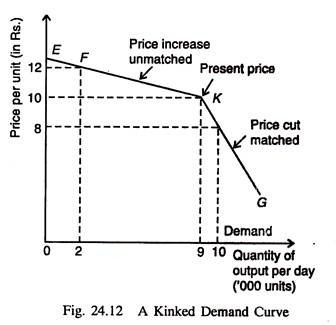 Price per unit (in Rs.)
E
F
Price increase
unmatched
Present price
12
10
K
8
Price cut
matched
G
Demand
0
2
9
10
Quantity of
output per day
('000 units)
Fig. 24.12 A Kinked Demand Curve